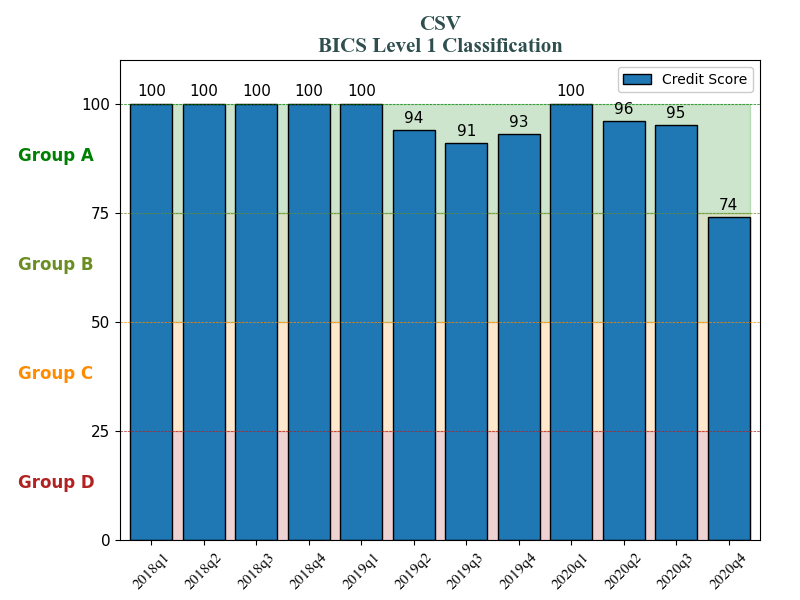 CSV
BICS Level 1 Classification
Credit Score
100 100 100 100 100 94 91 93 100 96 95 74
100
Group A
75
Group B
50
Group C
25
Group D
0
2018q1 2018q2 2018q3 2018q4 2019q1 2019q2 2019q3 2019q4 2020q1 2020q2 2020q3 2020q4